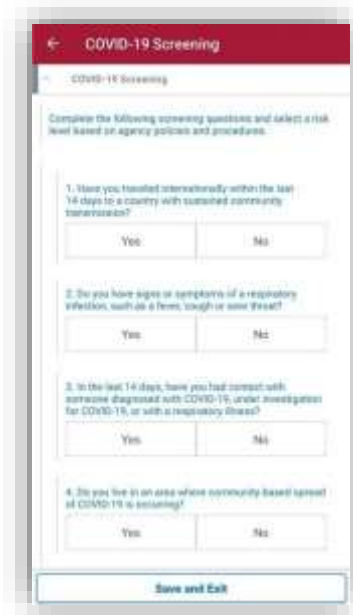 COVID-19 Screening
COVID-19 Screening
Complete the following screening questions and select a risk
level based on agency policies and procedures.
1. Have you traveled internationally within the last
14 days to a country with sustained community
transmission?
Yes No
2. Do you have signs or symptoms of a respiratory
infection, such as a fever, cough or sore throat?
Yes No
3. In the last 14 days, have you had contact with
someone diagnosed with COVID-19, under investigation
for COVID-19, or with a respiratory illness?
Yes No
4. Do you live in an area where community based spread
of COVID-19 is occurring?
Yes No
Save and Exit